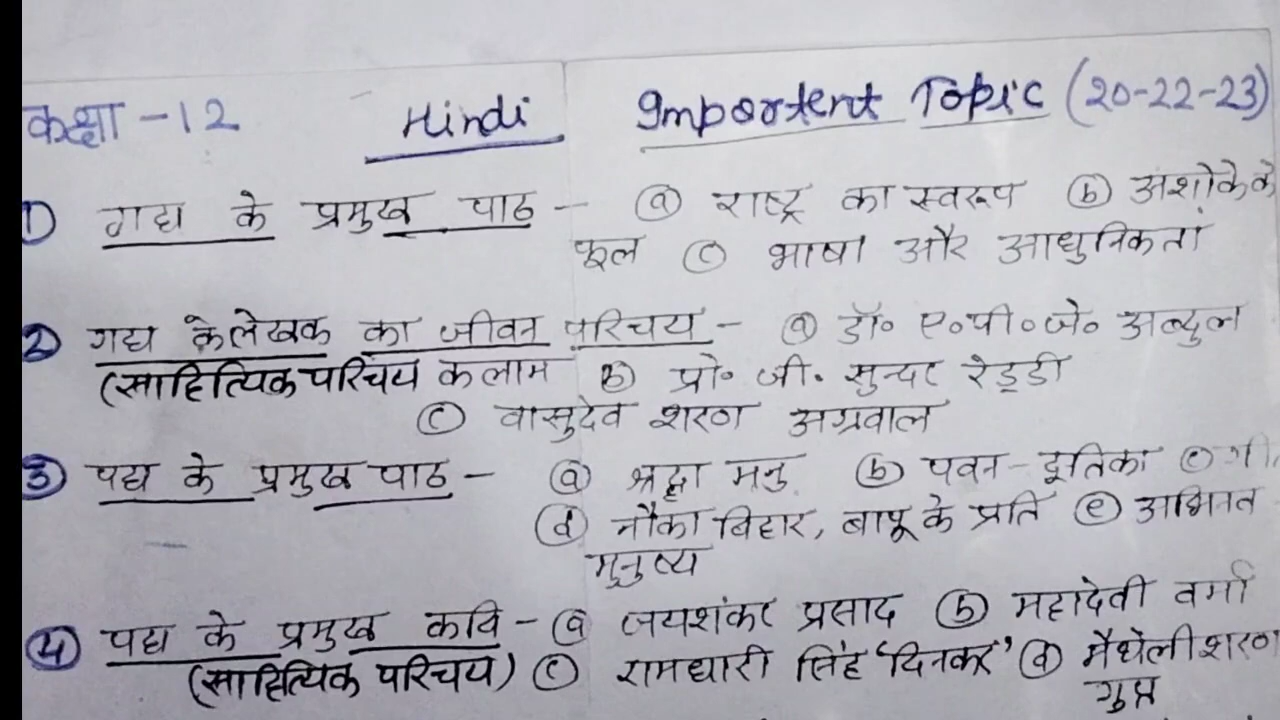 कक्षा -12 Hindi Importent Topic (20-22-23)
1) गद्य के प्रमुख पाठ - (a) राष्ट्र का स्वरूप (b) अशोकके
फूल (c) भाषा और आधुनिकता
2 गद्य के लेखक का जीवन परिचय - (a) डॉ० ए०पी०जे० अब्दुल
(साहित्यिक परिचय कलाम (b) प्रो० जी. सुन्दर रेड्डी
(c) वासुदेव शरण अग्रवाल
3) पद्य के प्रमुख पाठ - (a) श्रद्धा मनु (b) पवन-दूतिका (c)
(d) नौका विहार, बापू के प्रति (e) अभिनव
मुनुष्य
4 पद्य के प्रमुख कवि - (a) जयशंकर प्रसाद (b) महादेवी वर्मा
(साहित्यिक परिचय) (c) रामधारी सिंह 'दिनकर' (d) मैथेलीशरण
गुप्त